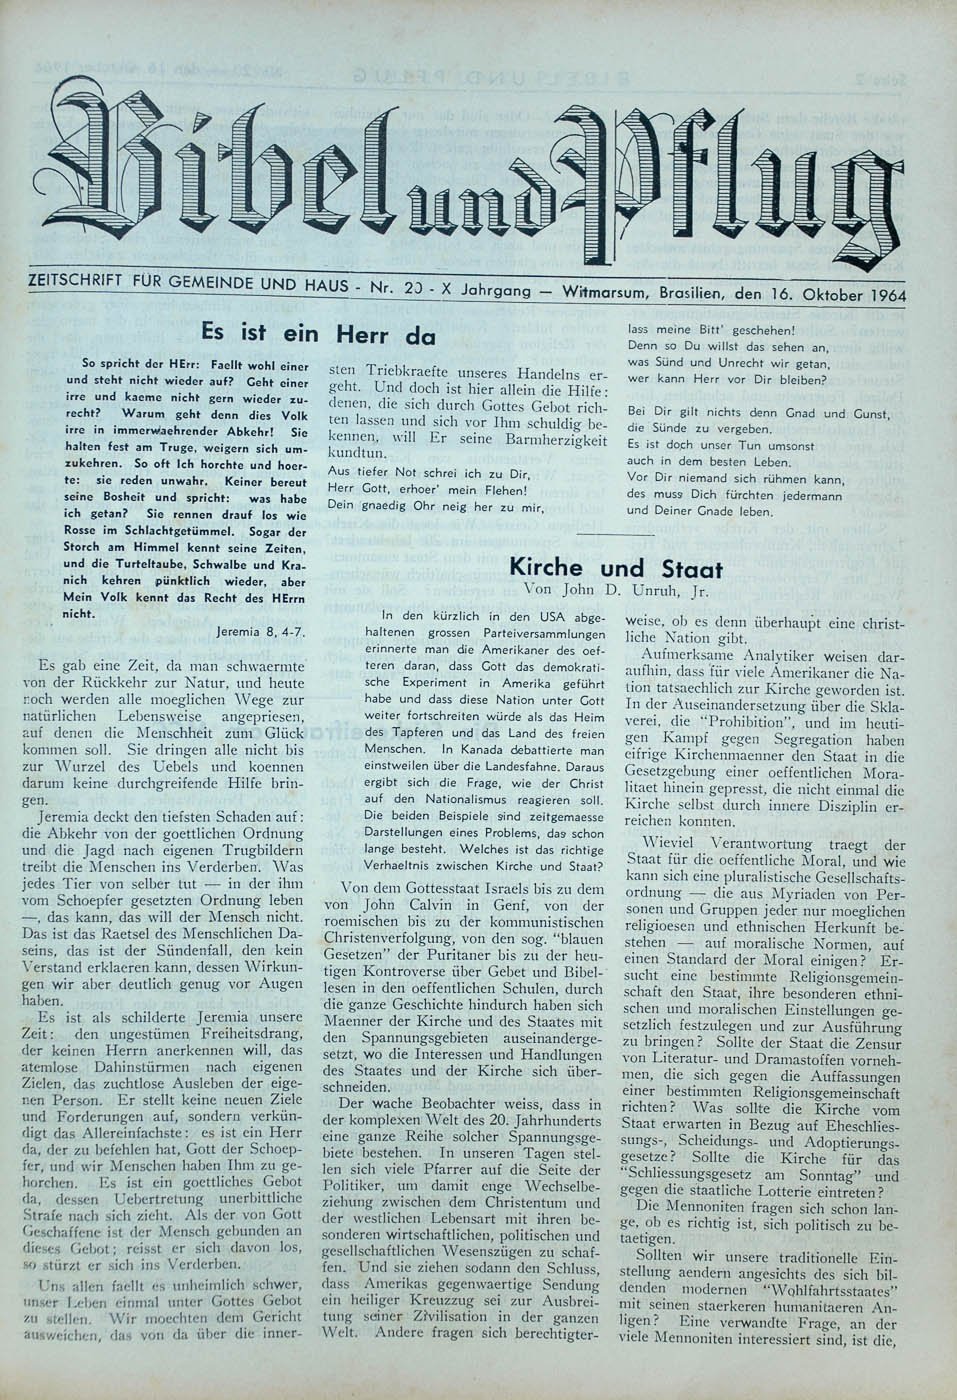 Bibel und Pflug
ZEITSCHRIFT FÜR GEMEINDE UND HAUS - Nr. 20 - X Jahrgang — Witmarsum, Brasilien, den 16. Oktober 1964
Es ist ein Herr da
So spricht der HErr: Faellt wohl einer
und steht nicht wieder auf? Geht einer
irre und kaeme nicht gern wieder zu-
recht? Warum geht denn dies Volk
irre in immerwaehrender Abkehr! Sie
halten fest am Truge, weigern sich um-
zukehren. So oft Ich horchte und hoer-
te: sie reden unwahr. Keiner bereut
seine Bosheit und spricht: was habe
ich getan? Sie rennen drauf los wie
Rosse im Schlachtgetümmel. Sogar der
Storch am Himmel kennt seine Zeiten,
und die Turteltaube, Schwalbe und Kra-
nich kehren pünktlich wieder, aber
Mein Volk kennt das Recht des HErrn
nicht.
Jeremia 8, 4-7.
Es gab eine Zeit, da man schwaermte
von der Rückkehr zur Natur, und heute
noch werden alle moeglichen Wege zur
natürlichen Lebensweise angepriesen,
auf denen die Menschheit zum Glück
kommen soll. Sie dringen alle nicht bis
zur Wurzel des Uebels und koennen
darum keine durchgreifende Hilfe brin-
gen.
Jeremia deckt den tiefsten Schaden auf:
die Abkehr von der goettlichen Ordnung
und die Jagd nach eigenen Trugbildern
treibt die Menschen ins Verderben. Was
jedes Tier von selber tut — in der ihm
vom Schoepfer gesetzten Ordnung leben
—, das kann, das will der Mensch nicht.
Das ist das Raetsel des Menschlichen Da-
seins, das ist der Sündenfall, den kein
Verstand erklaeren kann, dessen Wirkun-
gen wir aber deutlich genug vor Augen
haben.
Es ist als schilderte Jeremia unsere
Zeit: den ungestümen Freiheitsdrang,
der keinen Herrn anerkennen will, das
atemlose Dahinstürmen nach eigenen
Zielen, das zuchtlose Ausleben der eige-
nen Person. Er stellt keine neuen Ziele
und Forderungen auf, sondern verkün-
digt das Allereinfachste: es ist ein Herr
da, der zu befehlen hat, Gott der Schoep-
fer, und wir Menschen haben Ihm zu ge-
horchen. Es ist ein goettliches Gebot
da, dessen Uebertretung unerbittliche
Strafe nach sich zieht. Als der von Gott
Geschaffene ist der Mensch gebunden an
dieses Gebot; reisst er sich davon los,
so stürzt er sich ins Verderben.
Uns allen faellt es unheimlich schwer,
unser Leben einmal unter Gottes Gebot
zu stellen. Wir moechten dem Gericht
ausweichen, das von da über die inner-
sten Triebkraefte unseres Handelns er-
geht. Und doch ist hier allein die Hilfe:
denen, die sich durch Gottes Gebot rich-
ten lassen und sich vor Ihm schuldig be-
kennen, will Er seine Barmherzigkeit
kundtun.
Aus tiefer Not schrei ich zu Dir,
Herr Gott, erhoer' mein Flehen!
Dein gnaedig Ohr neig her zu mir,
lass meine Bitt' geschehen!
Denn so Du willst das sehen an,
was Sünd und Unrecht wir getan,
wer kann Herr vor Dir bleiben?
Bei Dir gilt nichts denn Gnad und Gunst,
die Sünde zu vergeben.
Es ist doch unser Tun umsonst
auch in dem besten Leben.
Vor Dir niemand sich rühmen kann,
des muss Dich fürchten jedermann
und Deiner Gnade leben.
Kirche und Staat
Von John D. Unruh, Jr.
In den kürzlich in den USA abge-
haltenen grossen Parteiversammlungen
erinnerte man die Amerikaner des oef-
teren daran, dass Gott das demokrati-
sche Experiment in Amerika geführt
habe und dass diese Nation unter Gott
weiter fortschreiten würde als das Heim
des Tapferen und das Land des freien
Menschen. In Kanada debattierte man
einstweilen über die Landesfahne. Daraus
ergibt sich die Frage, wie der Christ
auf den Nationalismus reagieren soll.
Die beiden Beispiele sind zeitgemaesse
Darstellungen eines Problems, das schon
lange besteht. Welches ist das richtige
Verhaeltnis zwischen Kirche und Staat?
Von dem Gottesstaat Israels bis zu dem
von John Calvin in Genf, von der
roemischen bis zu der kommunistischen
Christenverfolgung, von den sog. "blauen
Gesetzen" der Puritaner bis zu der heu-
tigen Kontroverse über Gebet und Bibel-
lesen in den oeffentlichen Schulen, durch
die ganze Geschichte hindurch haben sich
Maenner der Kirche und des Staates mit
den Spannungsgebieten auseinanderge-
setzt, wo die Interessen und Handlungen
des Staates und der Kirche sich über-
schneiden.
Der wache Beobachter weiss, dass in
der komplexen Welt des 20. Jahrhunderts
eine ganze Reihe solcher Spannungsge-
biete bestehen. In unseren Tagen stel-
len sich viele Pfarrer auf die Seite der
Politiker, um damit enge Wechselbe-
ziehung zwischen dem Christentum und
der westlichen Lebensart mit ihren be-
sonderen wirtschaftlichen, politischen und
gesellschaftlichen Wesenszügen zu schaf-
fen. Und sie ziehen sodann den Schluss,
dass Amerikas gegenwaertige Sendung
ein heiliger Kreuzzug sei zur Ausbrei-
tung seiner Zivilisation in der ganzen
Welt. Andere fragen sich berechtigter-
weise, ob es denn überhaupt eine christ-
liche Nation gibt.
Aufmerksame Analytiker weisen dar-
aufhin, dass für viele Amerikaner die Na-
tion tatsaechlich zur Kirche geworden ist.
In der Auseinandersetzung über die Skla-
verei, die "Prohibition", und im heuti-
gen Kampf gegen Segregation haben
eifrige Kirchenmaenner den Staat in die
Gesetzgebung einer oeffentlichen Mora-
litaet hinein gepresst, die nicht einmal die
Kirche selbst durch innere Disziplin er-
reichen konnten.
Wieviel Verantwortung traegt der
Staat für die oeffentliche Moral, und wie
kann sich eine pluralistische Gesellschafts-
ordnung — die aus Myriaden von Per-
sonen und Gruppen jeder nur moeglichen
religioesen und ethnischen Herkunft be-
stehen — auf moralische Normen, auf
einen Standard der Moral einigen? Er-
sucht eine bestimmte Religionsgemein-
schaft den Staat, ihre besonderen ethni-
schen und moralischen Einstellungen ge-
setzlich festzulegen und zur Ausführung
zu bringen? Sollte der Staat die Zensur
von Literatur- und Dramastoffen vorneh-
men, die sich gegen die Auffassungen
einer bestimmten Religionsgemeinschaft
richten? Was sollte die Kirche vom
Staat erwarten in Bezug auf Eheschlies-
sungs-, Scheidungs- und Adoptierungs-
gesetze? Sollte die Kirche für das
"Schliessungsgesetz am Sonntag" und
gegen die staatliche Lotterie eintreten?
Die Mennoniten fragen sich schon lan-
ge, ob es richtig ist, sich politisch zu be-
taetigen.
Sollten wir unsere traditionelle Ein-
stellung aendern angesichts des sich bil-
denden modernen "Wohlfahrtsstaates"
mit seinen staerkeren humanitaeren An-
ligen? Eine verwandte Frage, an der
viele Mennoniten interessiert sind, ist die,